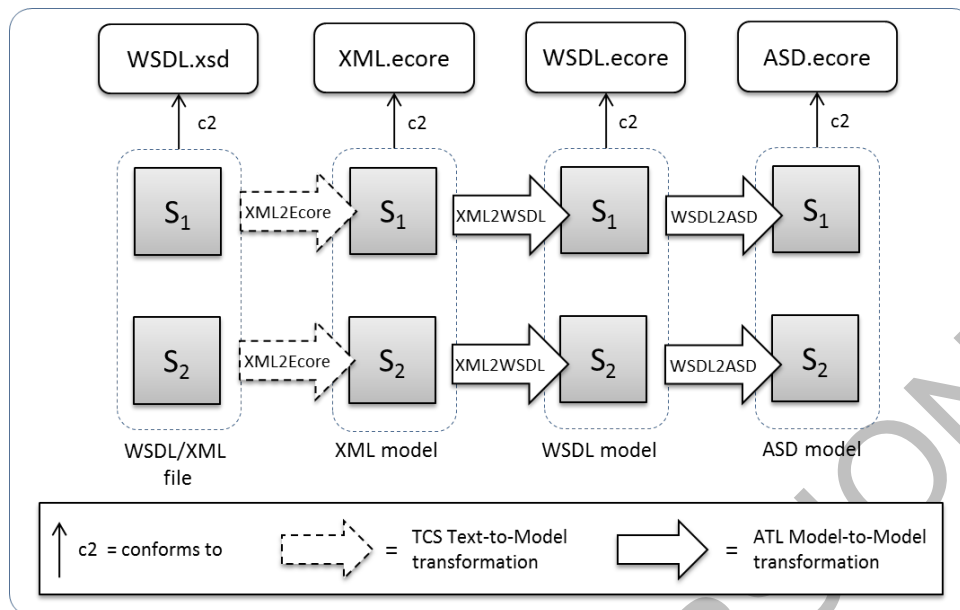 WSDL.xsd
XML.ecore
WSDL.ecore
ASD.ecore
c2
c2
c2
c2
S1
XML2Ecore
S1
XML2WSDL
S1
WSDL2ASD
S1
S2
XML2Ecore
S2
XML2WSDL
S2
WSDL2ASD
S2
WSDL/XML
file
XML model
WSDL model
ASD model
c2 = conforms to
= TCS Text-to-Model
transformation
= ATL Model-to-Model
transformation